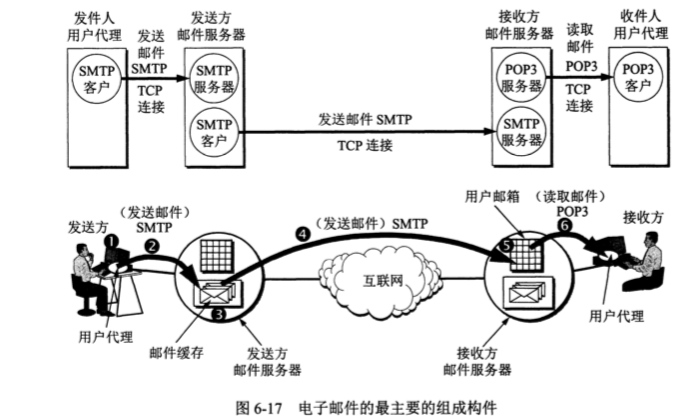 发件人
用户代理
发送方
邮件服务器
接收方
邮件服务器
收件人
用户代理
发送
邮件
SMTP
TCP
连接
读取
邮件
POP3
TCP
连接
SMTP
客户
SMTP
服务器
POP3
服务器
POP3
客户
SMTP
客户
发送邮件 SMTP
TCP 连接
SMTP
服务器
发送方
(发送邮件)
SMTP
(发送邮件) SMTP
用户邮箱
(读取邮件)
POP3
接收方
❶
❷
❸
❹
❺
❻
互联网
用户代理
邮件缓存
发送方
邮件服务器
接收方
邮件服务器
用户代理
图 6-17 电子邮件的最主要的组成构件